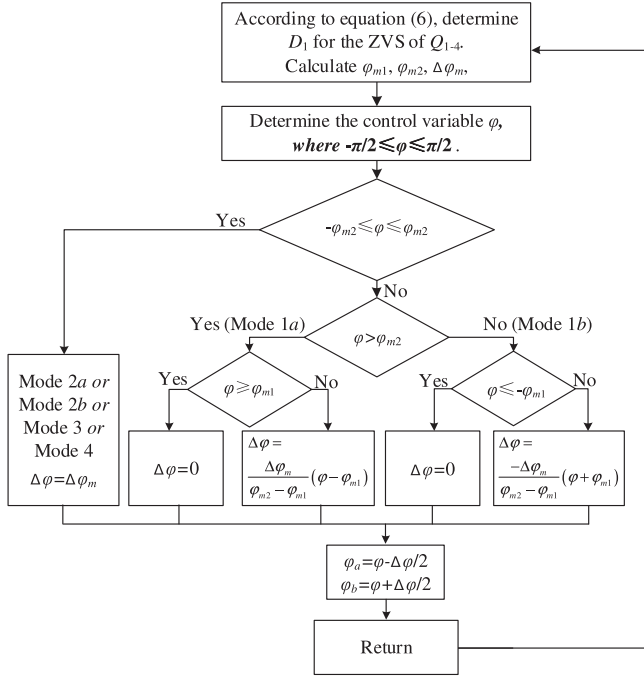 According to equation (6), determine
D₁ for the ZVS of Q₁₋₄.
Calculate φₘ₁, φₘ₂, Δφₘ,
Determine the control variable φ,
where -π/2≤φ≤π/2 .
Yes
-φₘ₂≤φ≤φₘ₂
No
Yes (Mode 1a)
φ>φₘ₂
No (Mode 1b)
Mode 2a or
Mode 2b or
Mode 3 or
Mode 4
Δφ=Δφₘ
Yes
φ≥φₘ₁
No
Yes
φ≤-φₘ₁
No
Δφ=0
Δφ=
Δφₘ
φₘ₂-φₘ₁
(φ-φₘ₁)
Δφ=0
Δφ=
-Δφₘ
φₘ₂-φₘ₁
(φ+φₘ₁)
φₐ=φ-Δφ/2
φ_b=φ+Δφ/2
Return